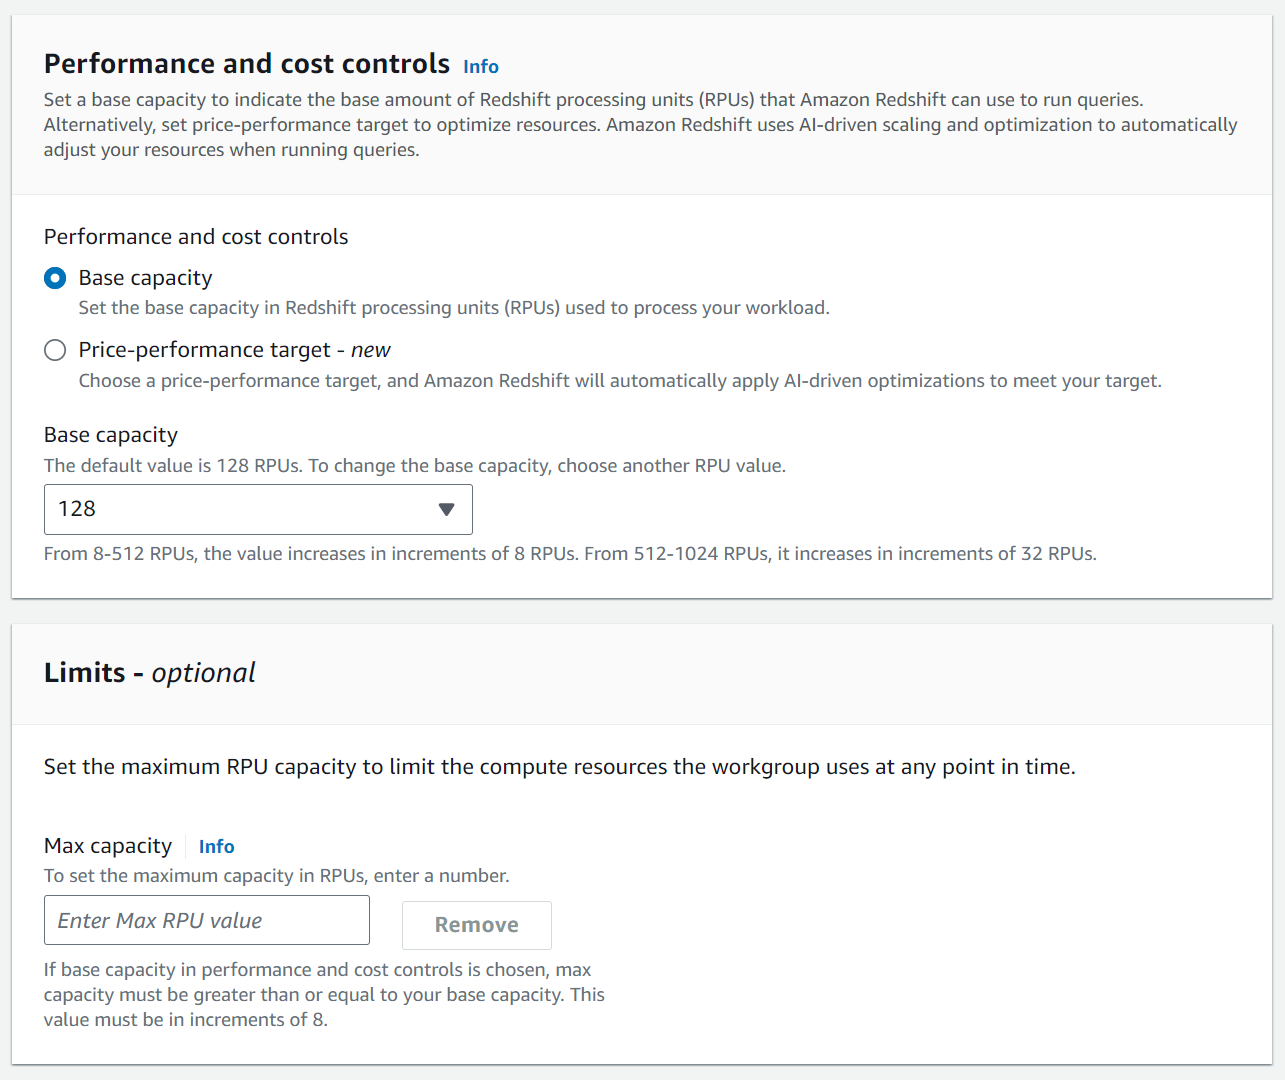 Performance and cost controls Info
Set a base capacity to indicate the base amount of Redshift processing units (RPUs) that Amazon Redshift can use to run queries.
Alternatively, set price-performance target to optimize resources. Amazon Redshift uses AI-driven scaling and optimization to automatically
adjust your resources when running queries.
Performance and cost controls
Base capacity
Set the base capacity in Redshift processing units (RPUs) used to process your workload.
Price-performance target - new
Choose a price-performance target, and Amazon Redshift will automatically apply AI-driven optimizations to meet your target.
Base capacity
The default value is 128 RPUs. To change the base capacity, choose another RPU value.
128
From 8-512 RPUs, the value increases in increments of 8 RPUs. From 512-1024 RPUs, it increases in increments of 32 RPUs.
Limits - optional
Set the maximum RPU capacity to limit the compute resources the workgroup uses at any point in time.
Max capacity Info
To set the maximum capacity in RPUs, enter a number.
Enter Max RPU value Remove
If base capacity in performance and cost controls is chosen, max
capacity must be greater than or equal to your base capacity. This
value must be in increments of 8.